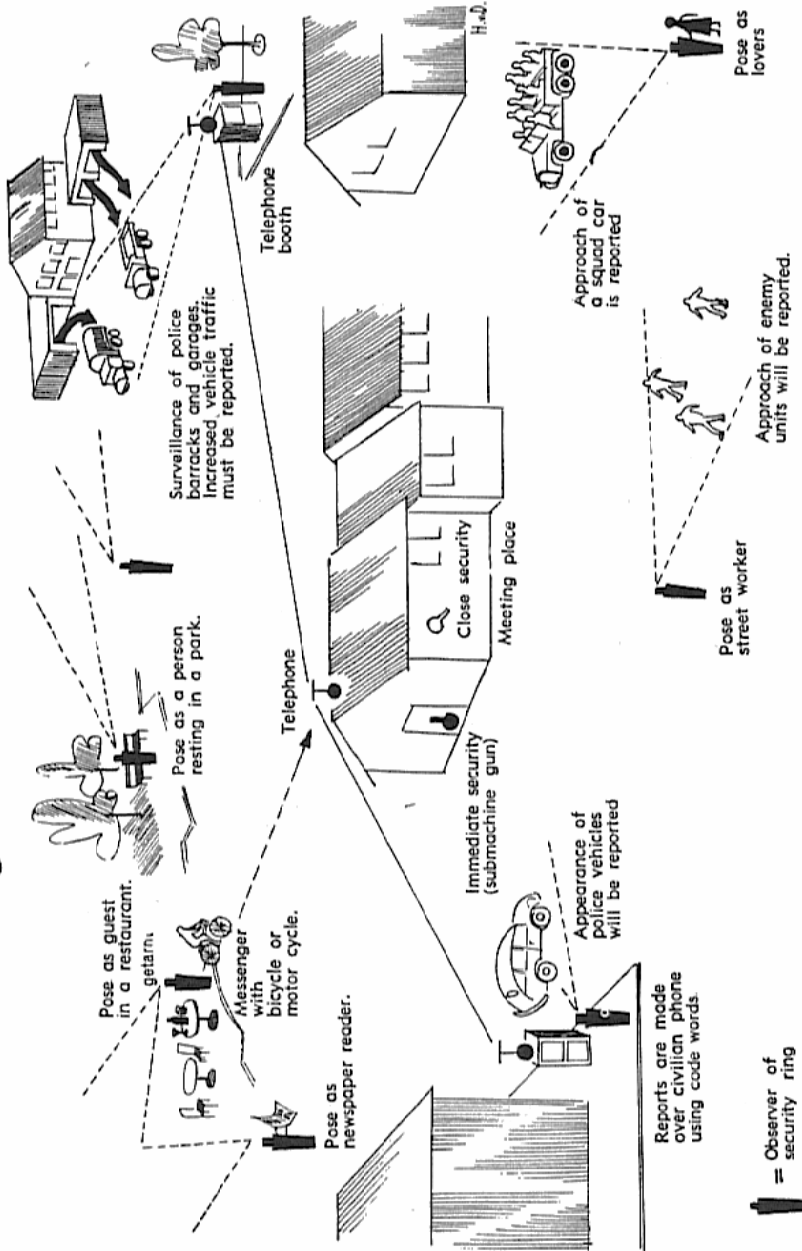 Surveillance of police
barracks and garages.
Increased vehicle traffic
must be reported.
Telephone
booth
H.v.D.
Pose as a person
resting in a park.
Pose as guest
in a restaurant.
getarn
Messenger
with
bicycle or
motor cycle.
Pose as
newspaper reader.
Telephone
Close security
Meeting place
Immediate security
(submachine gun)
Approach of
a squad car
is reported
Pose as
lovers
Appearance of
police vehicles
will be reported
Reports are made
over civilian phone
using code words.
Pose as
street worker
Approach of enemy
units will be reported.
= Observer of
security ring